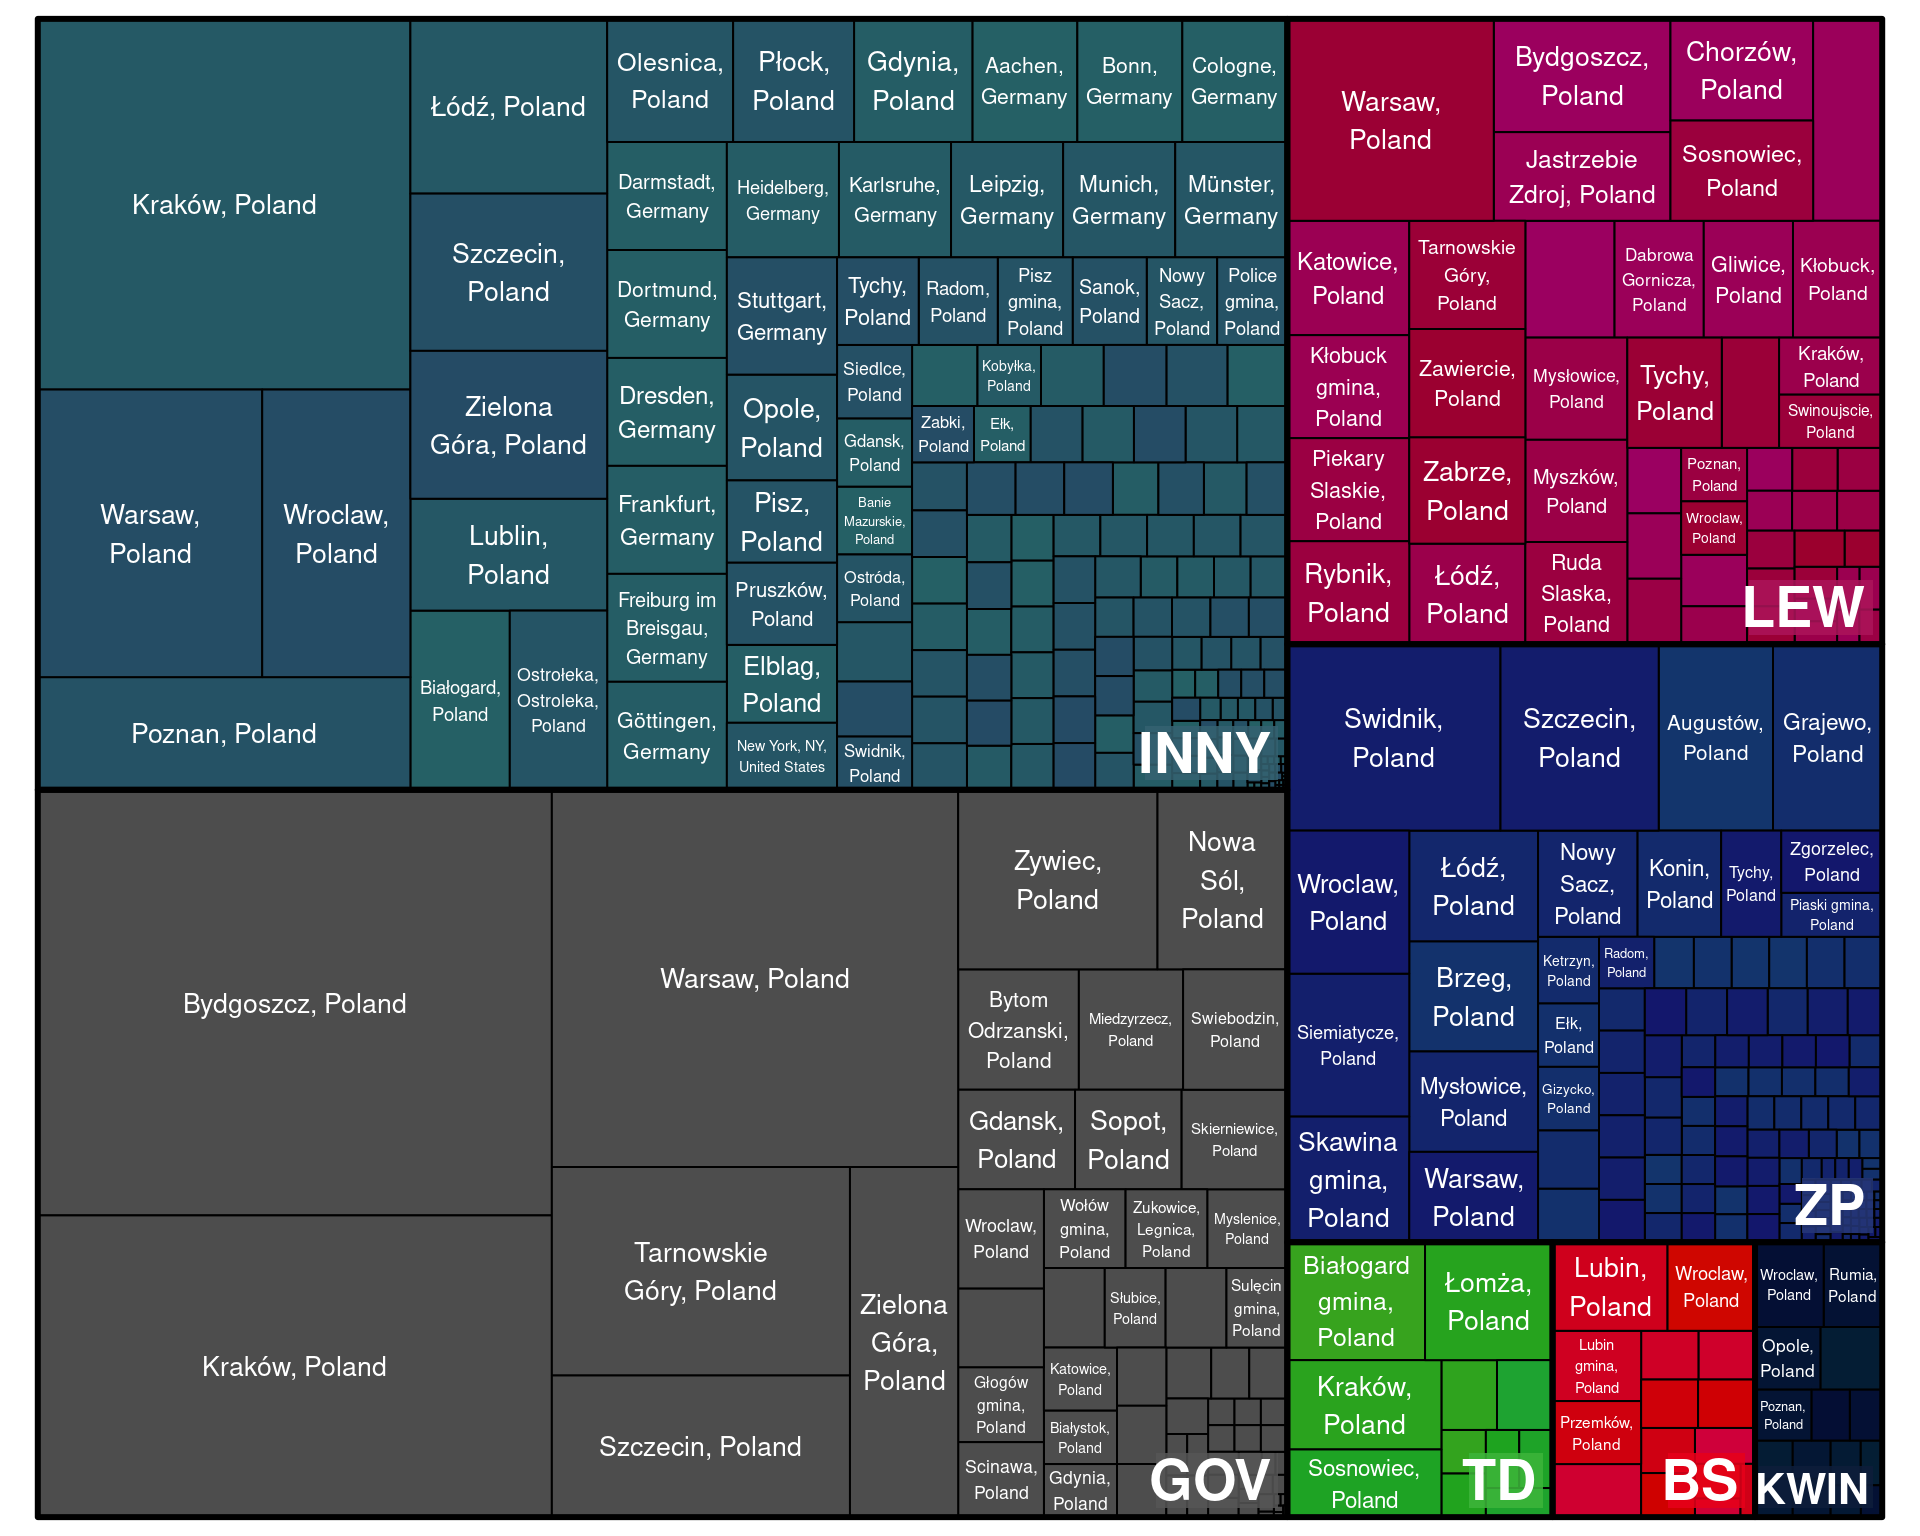 Kraków, Poland
Warsaw,
Poland
Wroclaw,
Poland
Poznan, Poland
Łódź, Poland
Szczecin,
Poland
Zielona
Góra, Poland
Lublin,
Poland
Białogard,
Poland
Ostrołeka,
Ostroleka,
Poland
Olesnica,
Poland
Płock,
Poland
Gdynia,
Poland
Aachen,
Germany
Bonn,
Germany
Cologne,
Germany
Darmstadt,
Germany
Heidelberg,
Germany
Karlsruhe,
Germany
Leipzig,
Germany
Munich,
Germany
Münster,
Germany
Dortmund,
Germany
Dresden,
Germany
Frankfurt,
Germany
Freiburg im
Breisgau,
Germany
Göttingen,
Germany
Stuttgart,
Germany
Opole,
Poland
Pisz,
Poland
Pruszków,
Poland
Elblag,
Poland
New York, NY,
United States
Tychy,
Poland
Radom,
Poland
Pisz
gmina,
Poland
Sanok,
Poland
Nowy
Sacz,
Poland
Police
gmina,
Poland
Siedlce,
Poland
Kobyłka,
Poland
Gdansk,
Poland
Zabki,
Poland
Ełk,
Poland
Banie
Mazurskie,
Poland
Ostróda,
Poland
Swidnik,
Poland
INNY
Warsaw,
Poland
Bydgoszcz,
Poland
Jastrzebie
Zdroj, Poland
Chorzów,
Poland
Sosnowiec,
Poland
Katowice,
Poland
Kłobuck
gmina,
Poland
Piekary
Slaskie,
Poland
Rybnik,
Poland
Tarnowskie
Góry,
Poland
Zawiercie,
Poland
Zabrze,
Poland
Łódź,
Poland
Dabrowa
Gornicza,
Poland
Gliwice,
Poland
Kłobuck,
Poland
Mysłowice,
Poland
Myszków,
Poland
Ruda
Slaska,
Poland
Tychy,
Poland
Kraków,
Poland
Swinoujscie,
Poland
Poznan,
Poland
Wroclaw,
Poland
LEW
Bydgoszcz, Poland
Kraków, Poland
Warsaw, Poland
Tarnowskie
Góry, Poland
Szczecin, Poland
Zielona
Góra,
Poland
Zywiec,
Poland
Nowa
Sól,
Poland
Bytom
Odrzanski,
Poland
Miedzyrzecz,
Poland
Swiebodzin,
Poland
Gdansk,
Poland
Sopot,
Poland
Skierniewice,
Poland
Wroclaw,
Poland
Wołów
gmina,
Poland
Zukowice,
Legnica,
Poland
Myslenice,
Poland
Słubice,
Poland
Sulęcin
gmina,
Poland
Głogów
gmina,
Poland
Katowice,
Poland
Białystok,
Poland
Scinawa,
Poland
Gdynia,
Poland
GOV
Swidnik,
Poland
Szczecin,
Poland
Augustów,
Poland
Grajewo,
Poland
Wroclaw,
Poland
Siemiatycze,
Poland
Skawina
gmina,
Poland
Łódź,
Poland
Brzeg,
Poland
Mysłowice,
Poland
Warsaw,
Poland
Nowy
Sacz,
Poland
Konin,
Poland
Tychy,
Poland
Zgorzelec,
Poland
Piaski gmina,
Poland
Ketrzyn,
Poland
Radom,
Poland
Ełk,
Poland
Gizycko,
Poland
ZP
Białogard
gmina,
Poland
Łomża,
Poland
Kraków,
Poland
Sosnowiec,
Poland
TD
Lubin,
Poland
Wroclaw,
Poland
Lubin
gmina,
Poland
Przemków,
Poland
BS
Wroclaw,
Poland
Rumia,
Poland
Opole,
Poland
Poznan,
Poland
KWIN